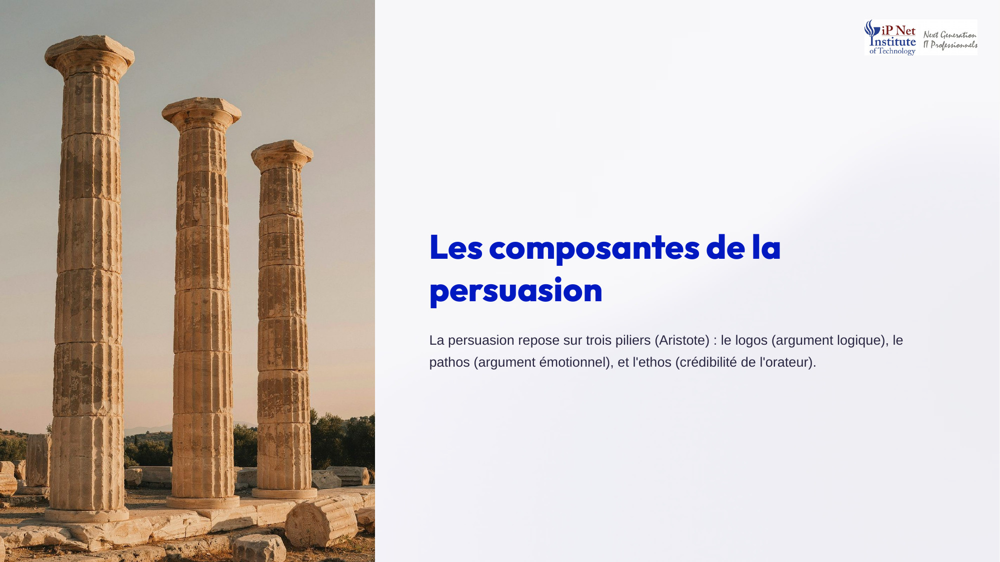 iP Net
Institute
of Technology
Next Generation
IT Professionnels
Les composantes de la
persuasion
La persuasion repose sur trois piliers (Aristote) : le logos (argument logique), le
pathos (argument émotionnel), et l'ethos (crédibilité de l'orateur).